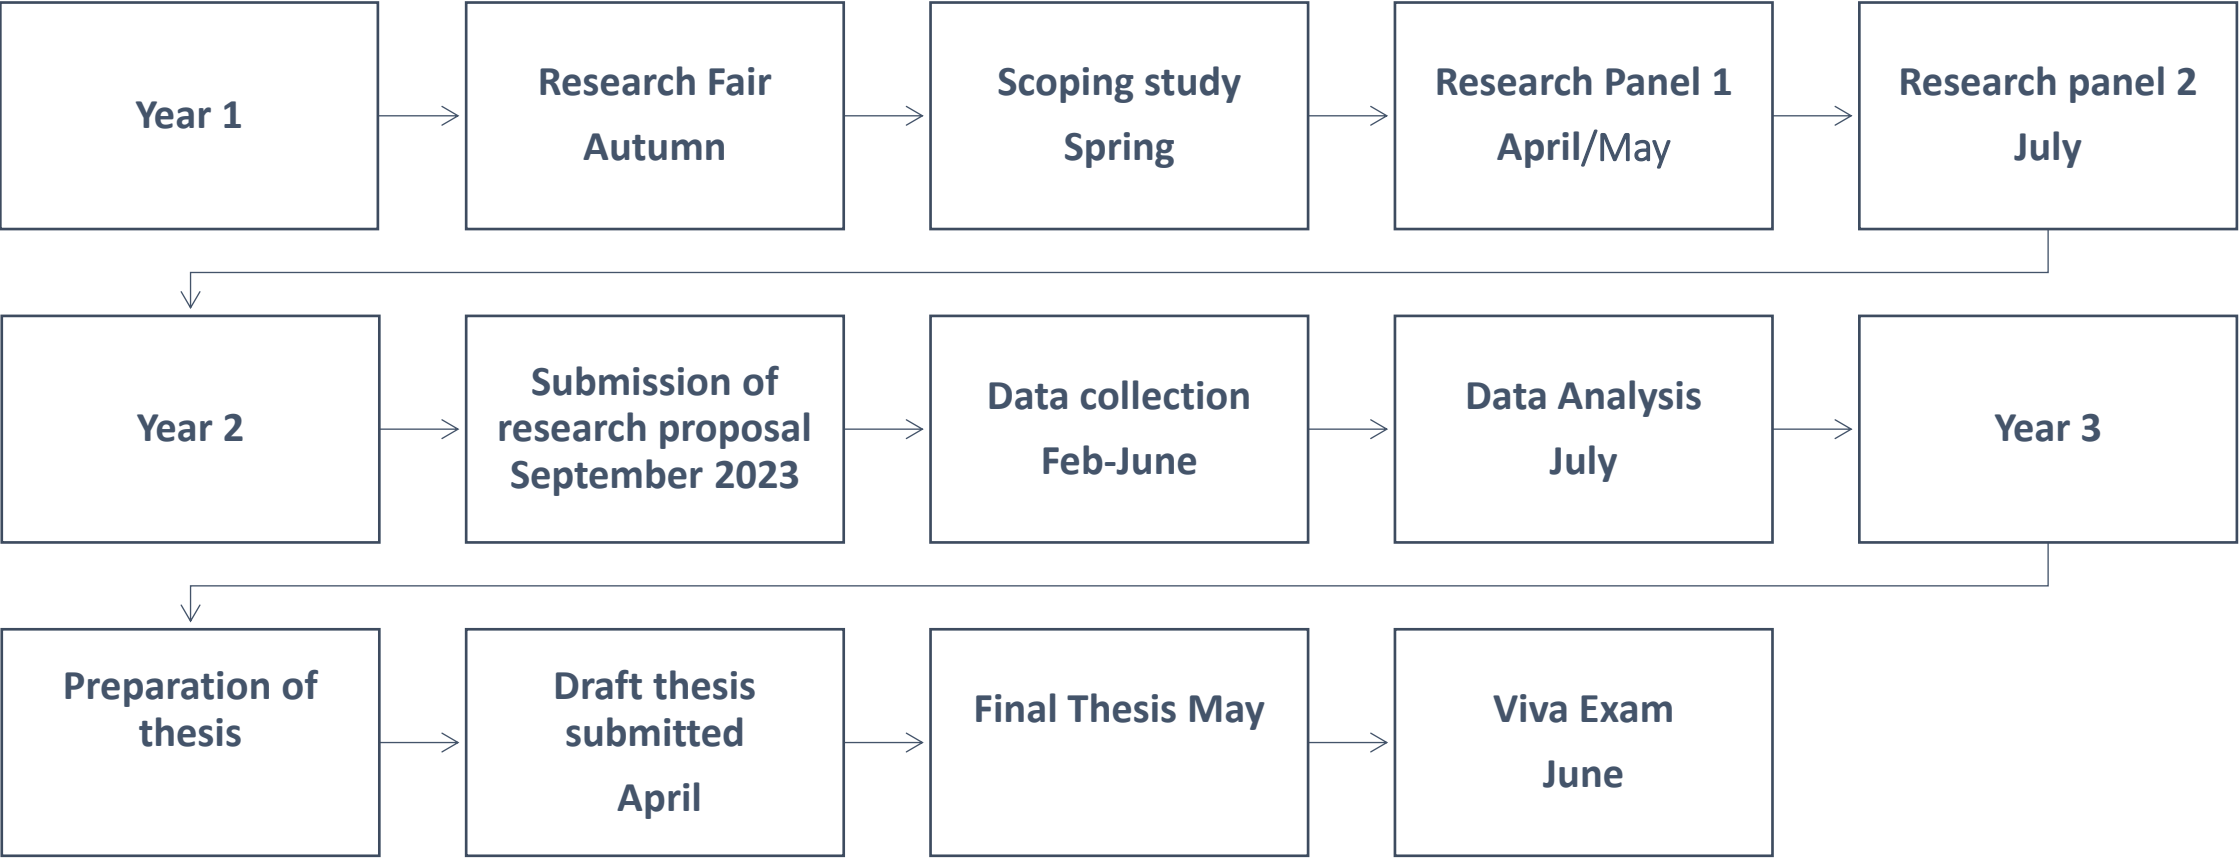 Year 1
Research Fair
Autumn
Scoping study
Spring
Research Panel 1
April/May
Research panel 2
July
Year 2
Submission of
research proposal
September 2023
Data collection
Feb-June
Data Analysis
July
Year 3
Preparation of
thesis
Draft thesis
submitted
April
Final Thesis May
Viva Exam
June